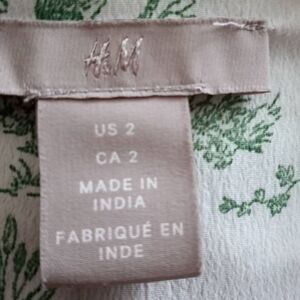 H&M
US 2
CA 2
MADE IN
INDIA
FABRIQUÉ EN
INDE